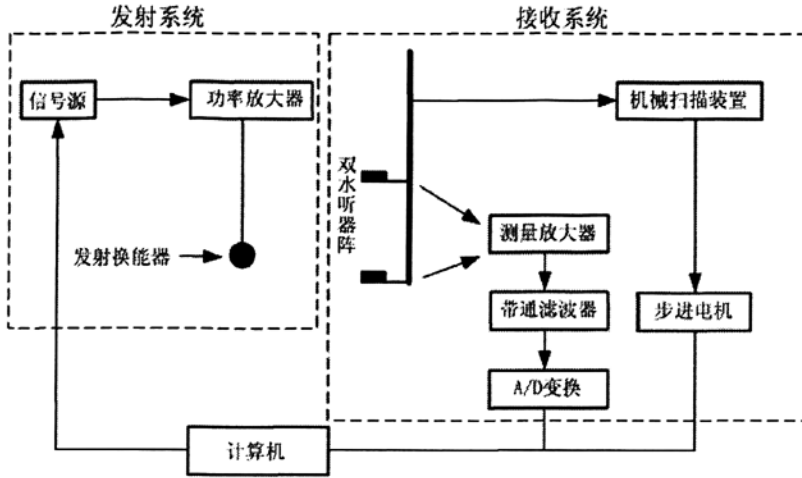 发射系统
接收系统
信号源
功率放大器
机械扫描装置
双水听器阵
测量放大器
发射换能器
带通滤波器
步进电机
A/D变换
计算机